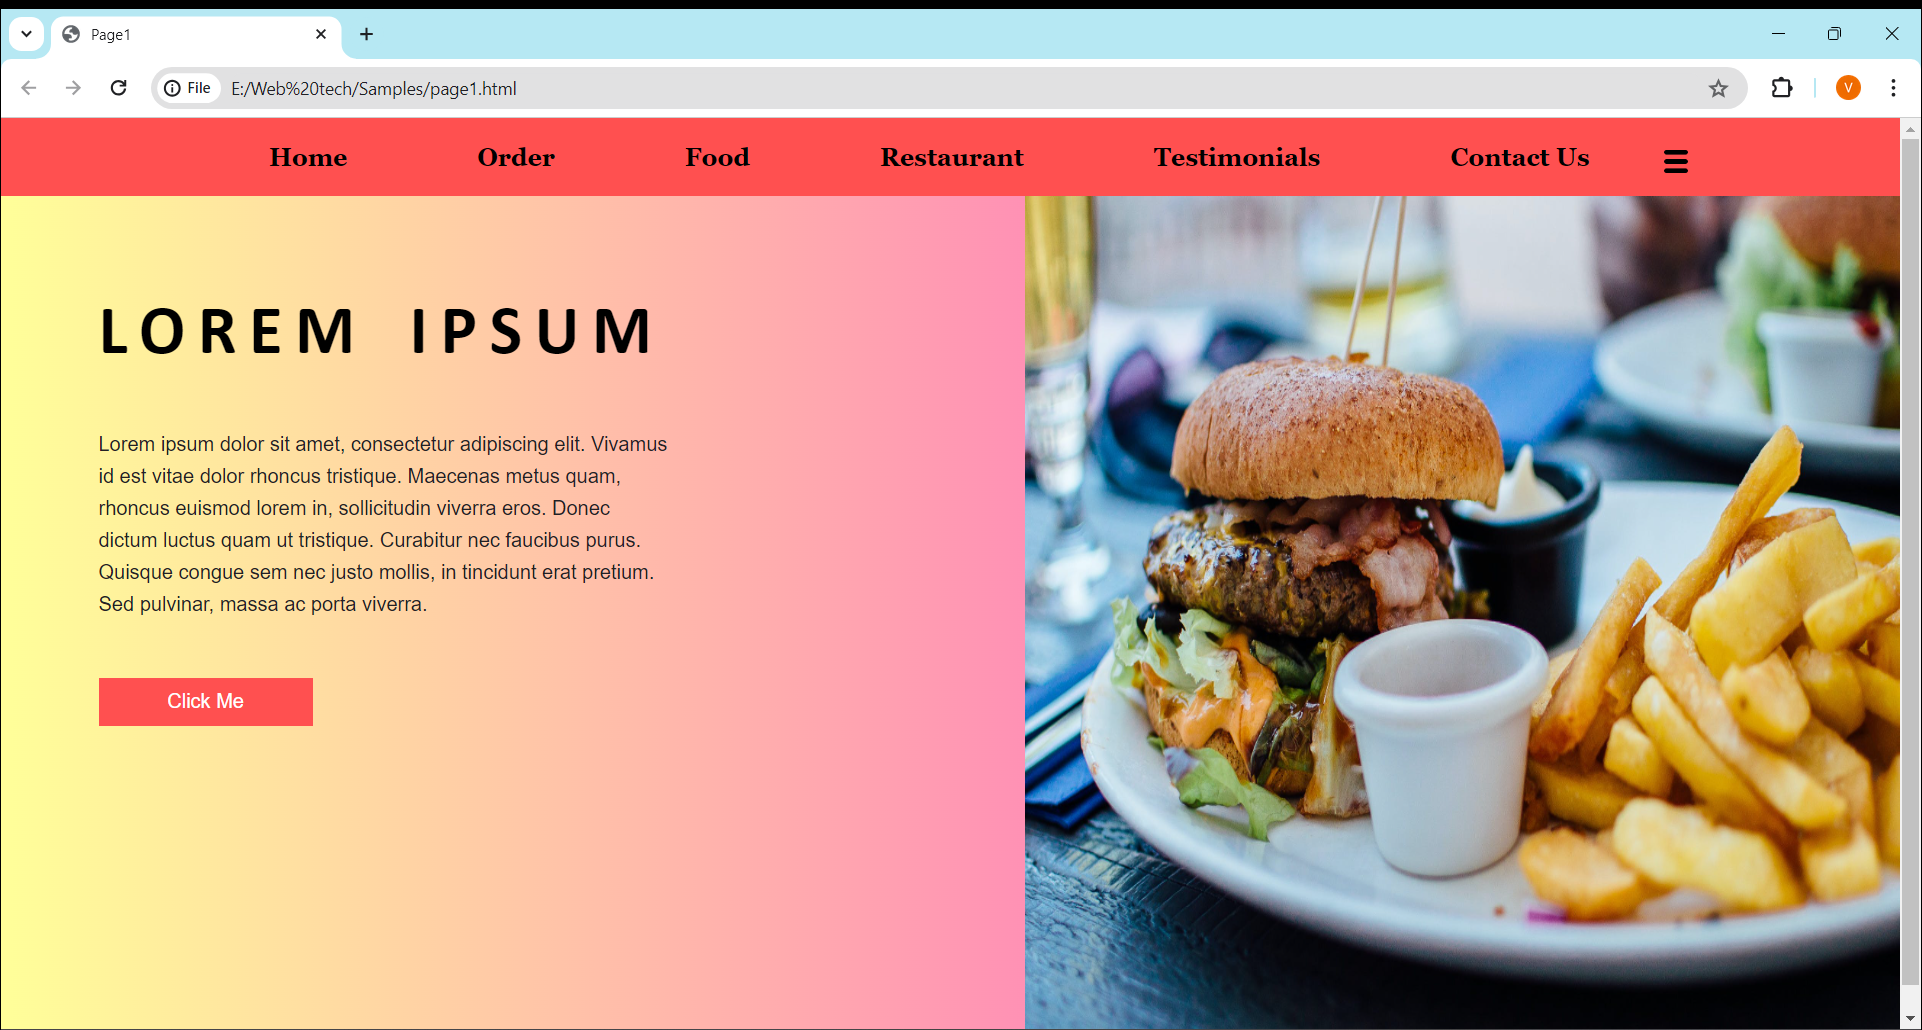 Page1
File E:/Web%20tech/Samples/page1.html V
Home Order Food Restaurant Testimonials Contact Us
LOREM IPSUM
Lorem ipsum dolor sit amet, consectetur adipiscing elit. Vivamus
id est vitae dolor rhoncus tristique. Maecenas metus quam,
rhoncus euismod lorem in, sollicitudin viverra eros. Donec
dictum luctus quam ut tristique. Curabitur nec faucibus purus.
Quisque congue sem nec justo mollis, in tincidunt erat pretium.
Sed pulvinar, massa ac porta viverra.
Click Me